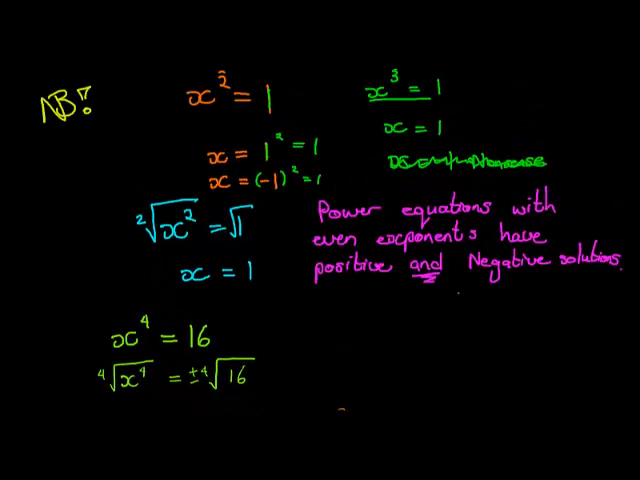 NB!
x² = 1
x = 1² = 1
x = (-1)² = 1
²√x² = √1
x = 1
x³ = 1
x = 1
Power equations with
even exponents have
positive and Negative solutions.
x⁴ = 16
⁴√x⁴ = ±⁴√16